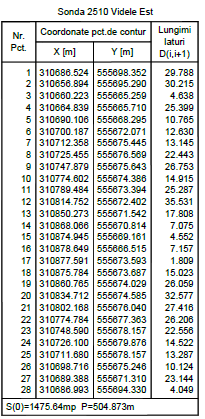 Sonda 2510 Videle Est
Nr. Pct. Coordonate pct.de contur Lungimi laturi D(i,i+1)
X [m] Y [m]
1 310686.524 555698.352 29.788
2 310656.894 555695.290 30.215
3 310660.223 555665.259 4.638
4 310664.839 555665.710 25.399
5 310690.106 555668.295 10.765
6 310700.187 555672.071 12.630
7 310712.358 555675.445 13.145
8 310725.455 555676.569 22.443
9 310747.879 555675.643 26.753
10 310774.602 555674.386 14.915
11 310789.484 555673.394 25.287
12 310814.752 555672.402 35.531
13 310850.273 555671.542 17.808
14 310868.066 555670.814 7.075
15 310874.945 555669.161 4.552
16 310878.649 555666.515 7.157
17 310877.591 555673.593 1.809
18 310875.784 555673.687 15.023
19 310860.765 555674.029 26.059
20 310834.712 555674.585 32.577
21 310802.168 555676.040 27.416
22 310774.784 555677.363 26.206
23 310748.590 555678.157 22.556
24 310726.100 555679.876 14.522
25 310711.680 555678.157 13.287
26 310698.716 555675.246 10.124
27 310689.388 555671.310 23.144
28 310686.993 555694.330 4.049
S(0)=1475.64mp P=504.873m